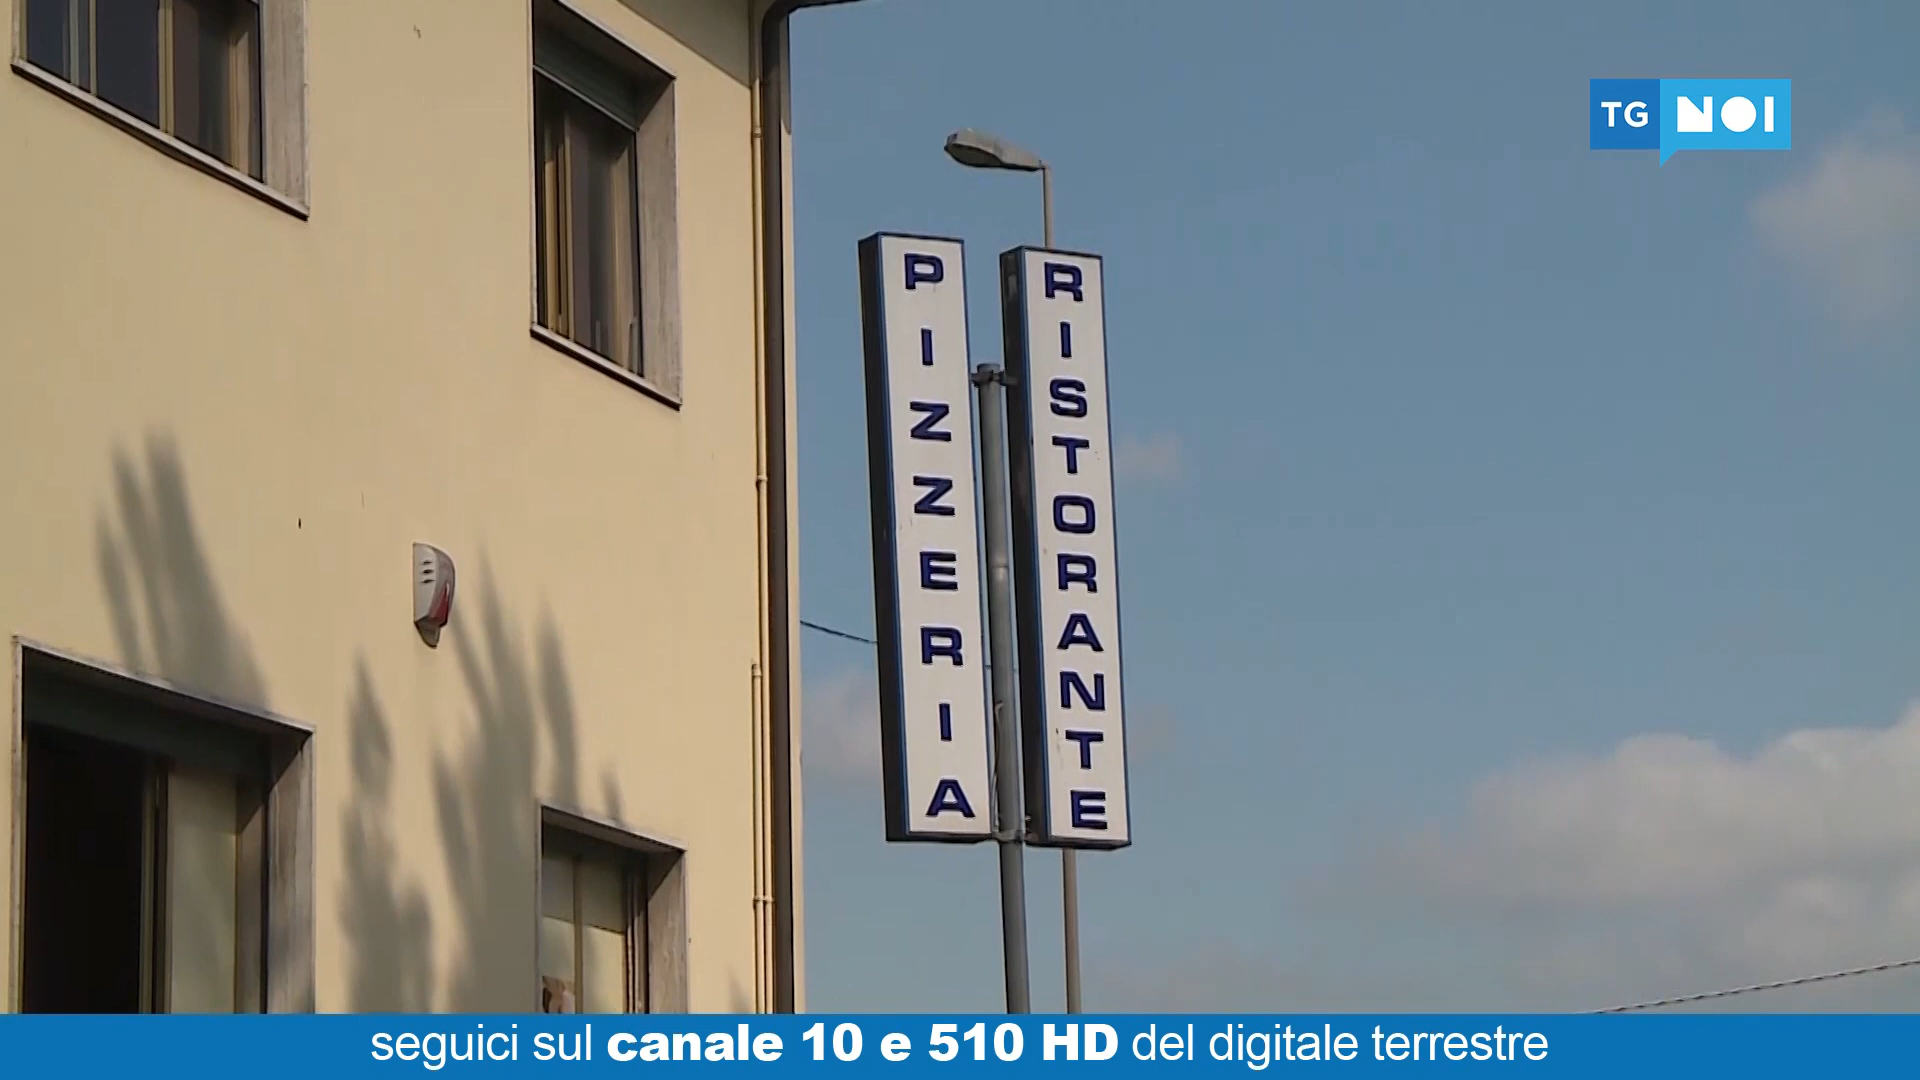 TG NOI
PIZZERIA
RISTORANTE
seguici sul canale 10 e 510 HD del digitale terrestre